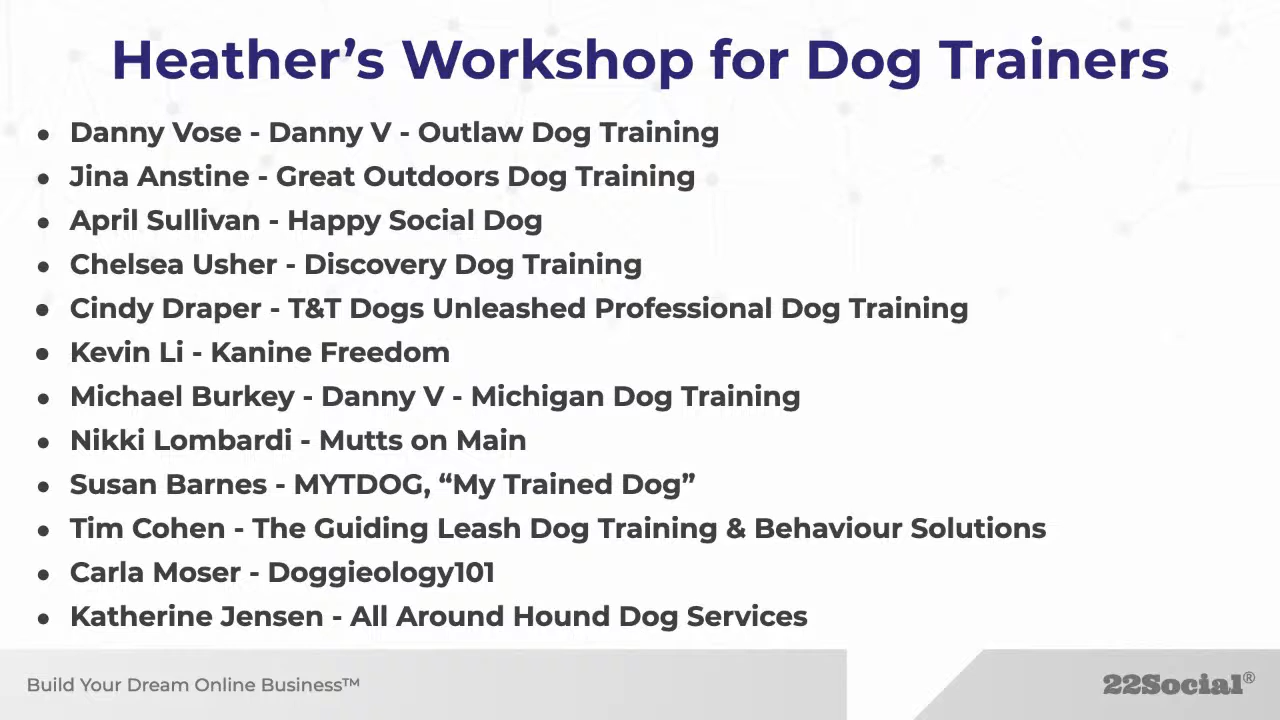 Heather’s Workshop for Dog Trainers
● Danny Vose - Danny V - Outlaw Dog Training
● Jina Anstine - Great Outdoors Dog Training
● April Sullivan - Happy Social Dog
● Chelsea Usher - Discovery Dog Training
● Cindy Draper - T&T Dogs Unleashed Professional Dog Training
● Kevin Li - Kanine Freedom
● Michael Burkey - Danny V - Michigan Dog Training
● Nikki Lombardi - Mutts on Main
● Susan Barnes - MYTDOG, “My Trained Dog”
● Tim Cohen - The Guiding Leash Dog Training & Behaviour Solutions
● Carla Moser - Doggieology101
● Katherine Jensen - All Around Hound Dog Services
Build Your Dream Online Business™
22Social®